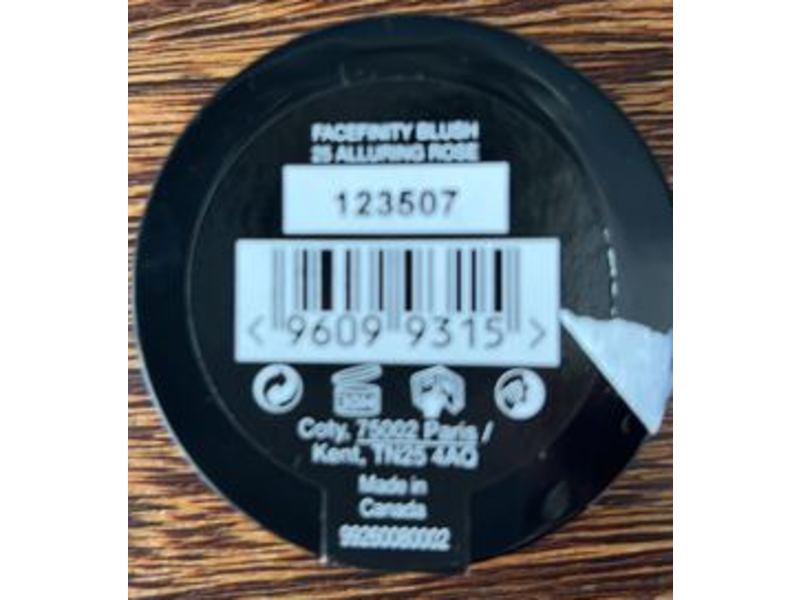 FACEFINITY BLUSH
25 ALLURING ROSE
123507
< 9609 9315 >
Coty, 75002 Paris /
Kent, TN25 4AQ
Made in
Canada
99260080002